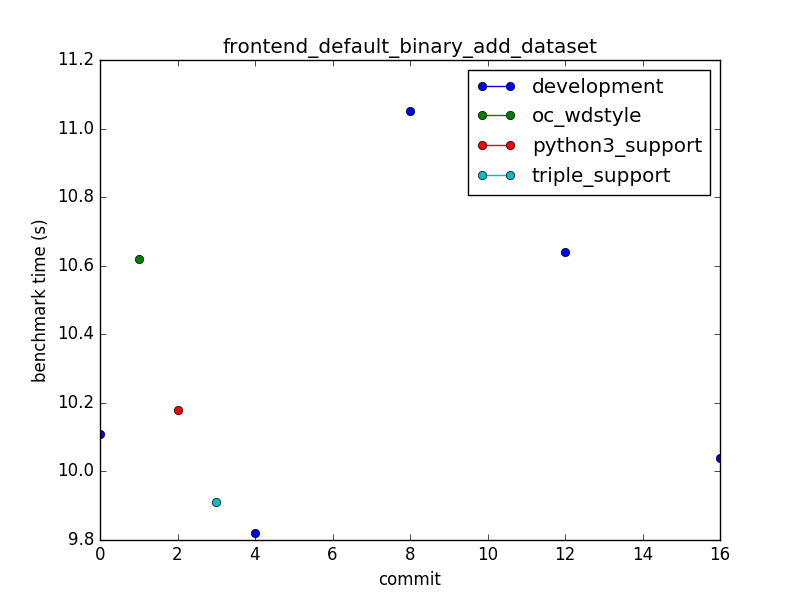 frontend_default_binary_add_dataset
11.2
11.0
10.8
10.6
10.4
10.2
10.0
9.8
benchmark time (s)
development
oc_wdstyle
python3_support
triple_support
0 2 4 6 8 10 12 14 16
commit